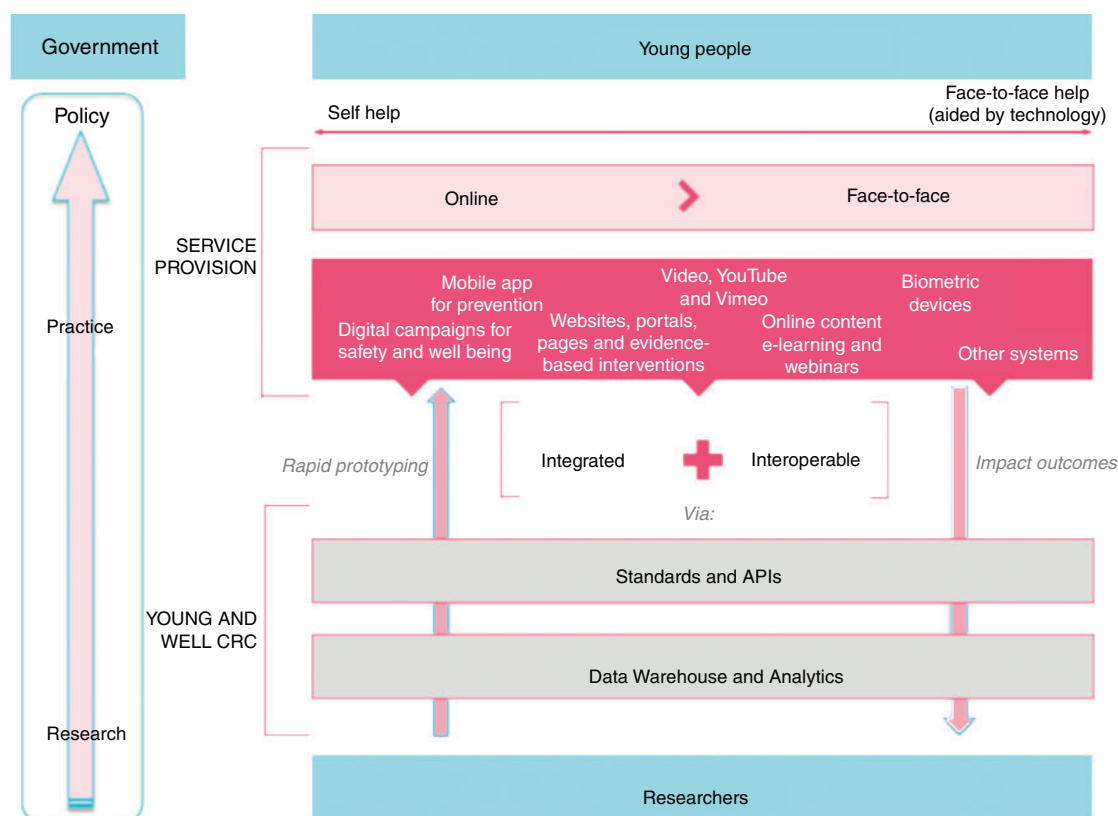 Government
Young people
Policy
Self help
Face-to-face help
(aided by technology)
Online
Face-to-face
SERVICE
PROVISION
Practice
Mobile app
for prevention
Video, YouTube
and Vimeo
Biometric
devices
Digital campaigns for
safety and well being
Websites, portals,
pages and evidence-
based interventions
Online content
e-learning and
webinars
Other systems
Rapid prototyping
Integrated
Interoperable
Impact outcomes
Via:
Standards and APIs
YOUNG AND
WELL CRC
Data Warehouse and Analytics
Research
Researchers